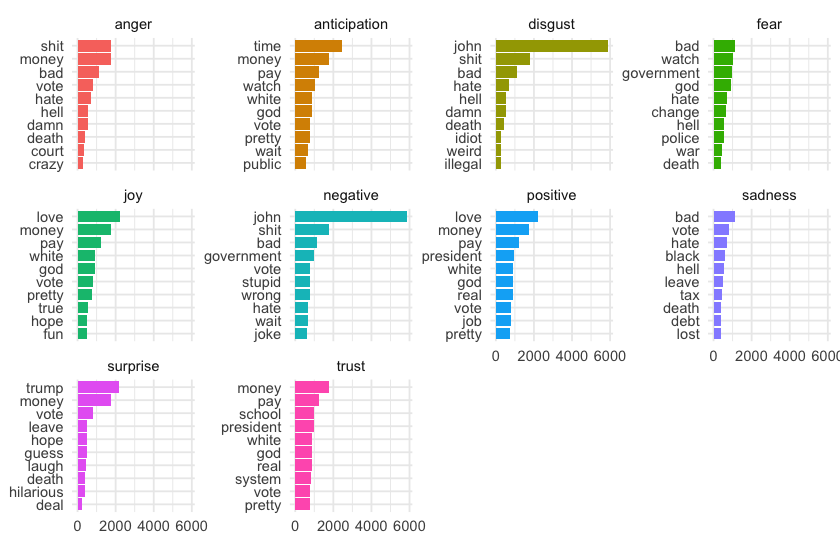 anger
shit
money
bad
vote
hate
hell
damn
death
court
crazy
anticipation
time
money
pay
watch
white
god
vote
pretty
wait
public
disgust
john
shit
bad
hate
hell
damn
death
idiot
weird
illegal
fear
bad
watch
government
god
hate
change
hell
police
war
death
joy
love
money
pay
white
god
vote
pretty
true
hope
fun
negative
john
shit
bad
government
vote
stupid
wrong
hate
wait
joke
positive
love
money
pay
president
white
god
real
vote
job
pretty
0 2000 4000 6000
sadness
bad
vote
hate
black
hell
leave
tax
death
debt
lost
0 2000 4000 6000
surprise
trump
money
vote
leave
hope
guess
laugh
death
hilarious
deal
0 2000 4000 6000
trust
money
pay
school
president
white
god
real
system
vote
pretty
0 2000 4000 6000